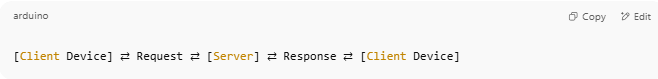 arduino Copy Edit
[Client Device] ⇄ Request ⇄ [Server] ⇄ Response ⇄ [Client Device]